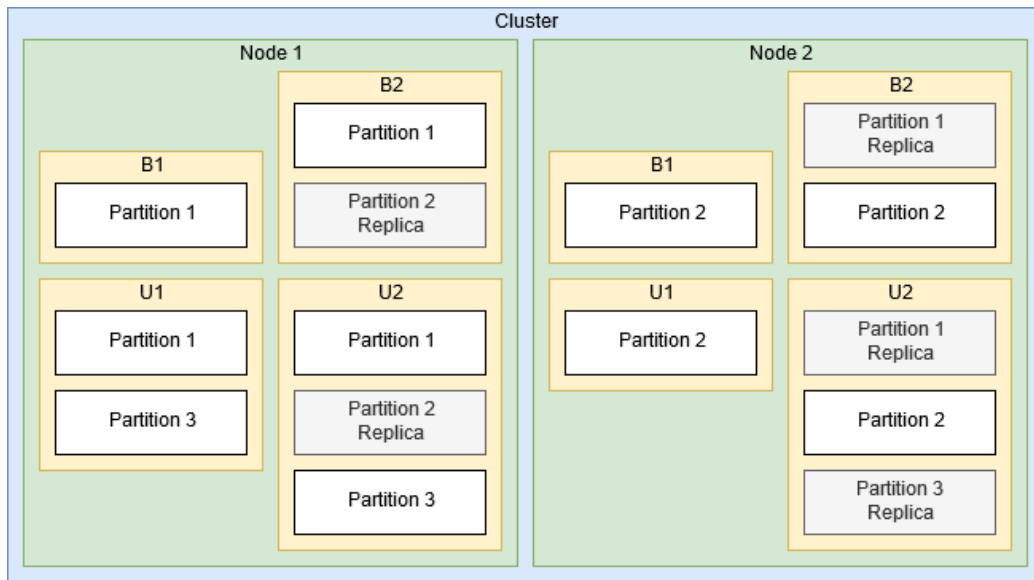 Cluster
Node 1
B1
Partition 1
B2
Partition 1
Partition 2
Replica
U1
Partition 1
Partition 3
U2
Partition 1
Partition 2
Replica
Partition 3
Node 2
B1
Partition 2
B2
Partition 1
Replica
Partition 2
U1
Partition 2
U2
Partition 1
Replica
Partition 2
Partition 3
Replica